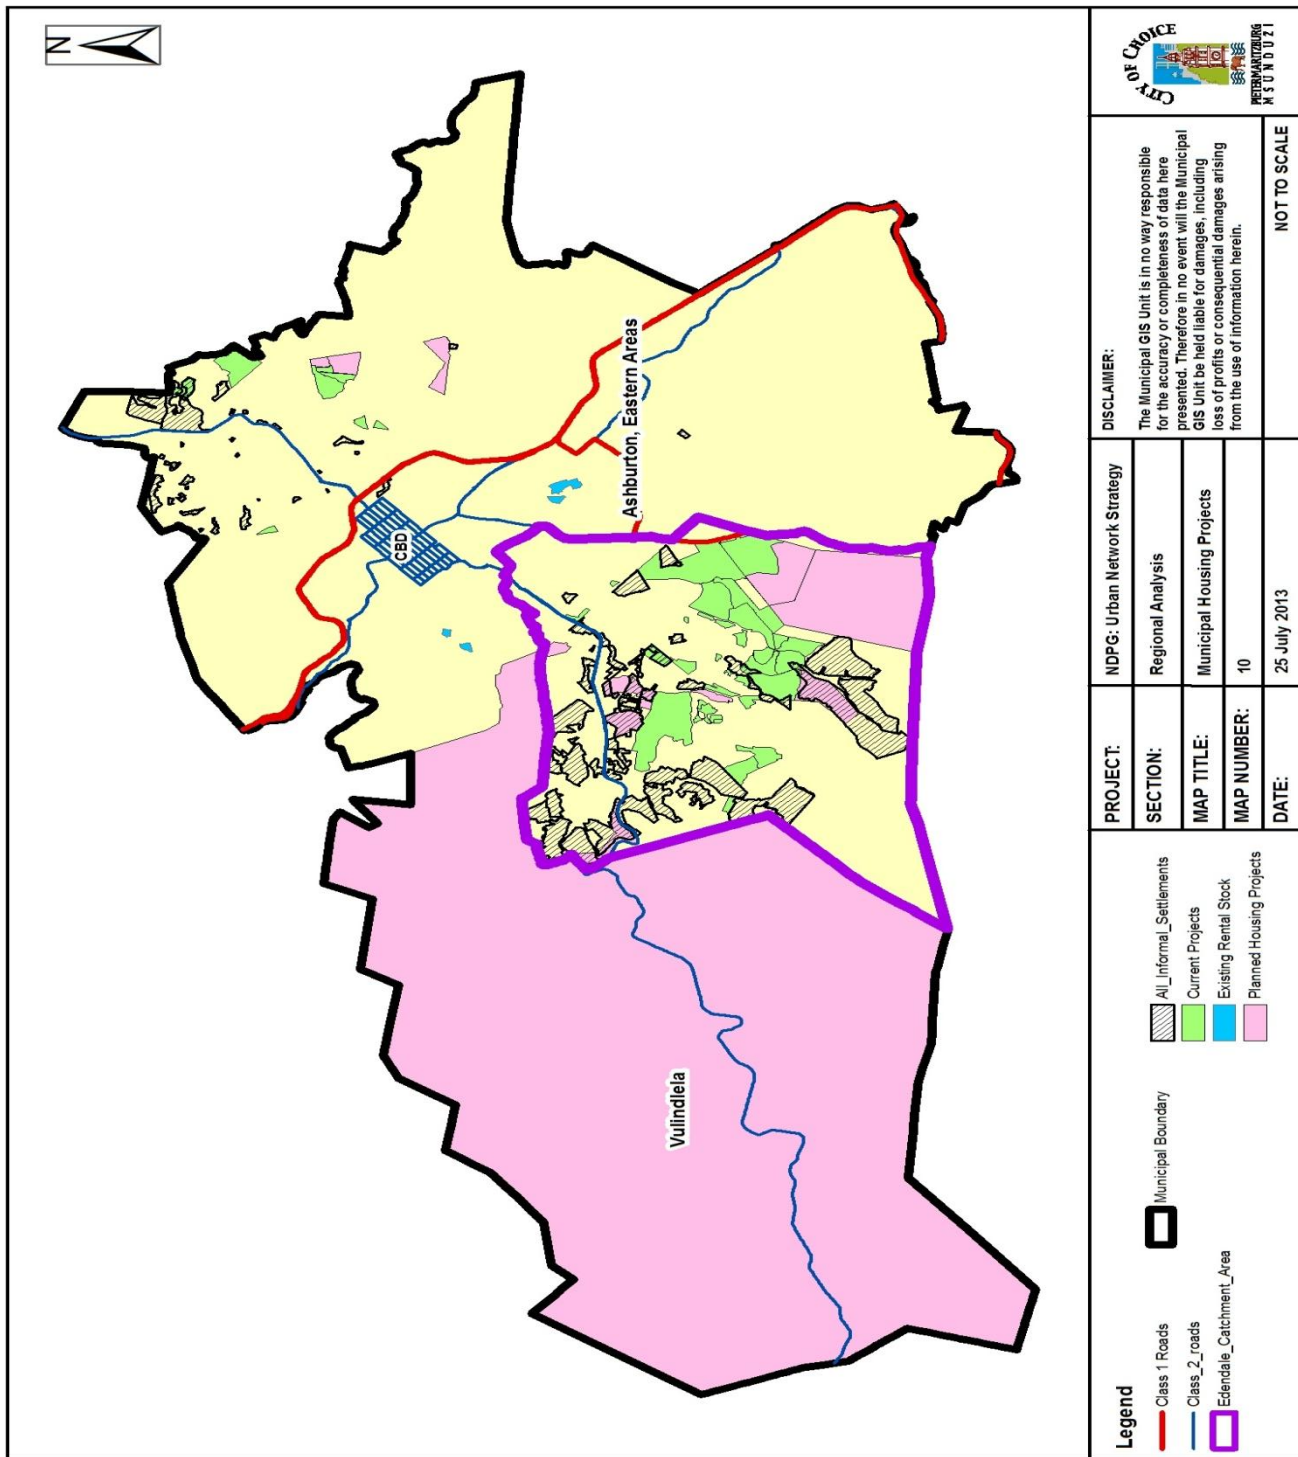 N
CBD
Ashburton, Eastern Areas
Vulindlela
Legend
Class 1 Roads
Class_2_roads
Edendale_Catchment_Area
Municipal Boundary
All_Informal_Settlements
Current Projects
Existing Rental Stock
Planned Housing Projects
PROJECT: NDPG: Urban Network Strategy
SECTION: Regional Analysis
MAP TITLE: Municipal Housing Projects
MAP NUMBER: 10
DATE: 25 July 2013
DISCLAIMER:
The Municipal GIS Unit is in no way responsible
for the accuracy or completeness of data here
presented. Therefore in no event will the Municipal
GIS Unit be held liable for damages, including
loss of profits or consequential damages arising
from the use of information herein.
NOT TO SCALE
CITY OF CHOICE
PIETERMARITZBURG
MSUNDUZI